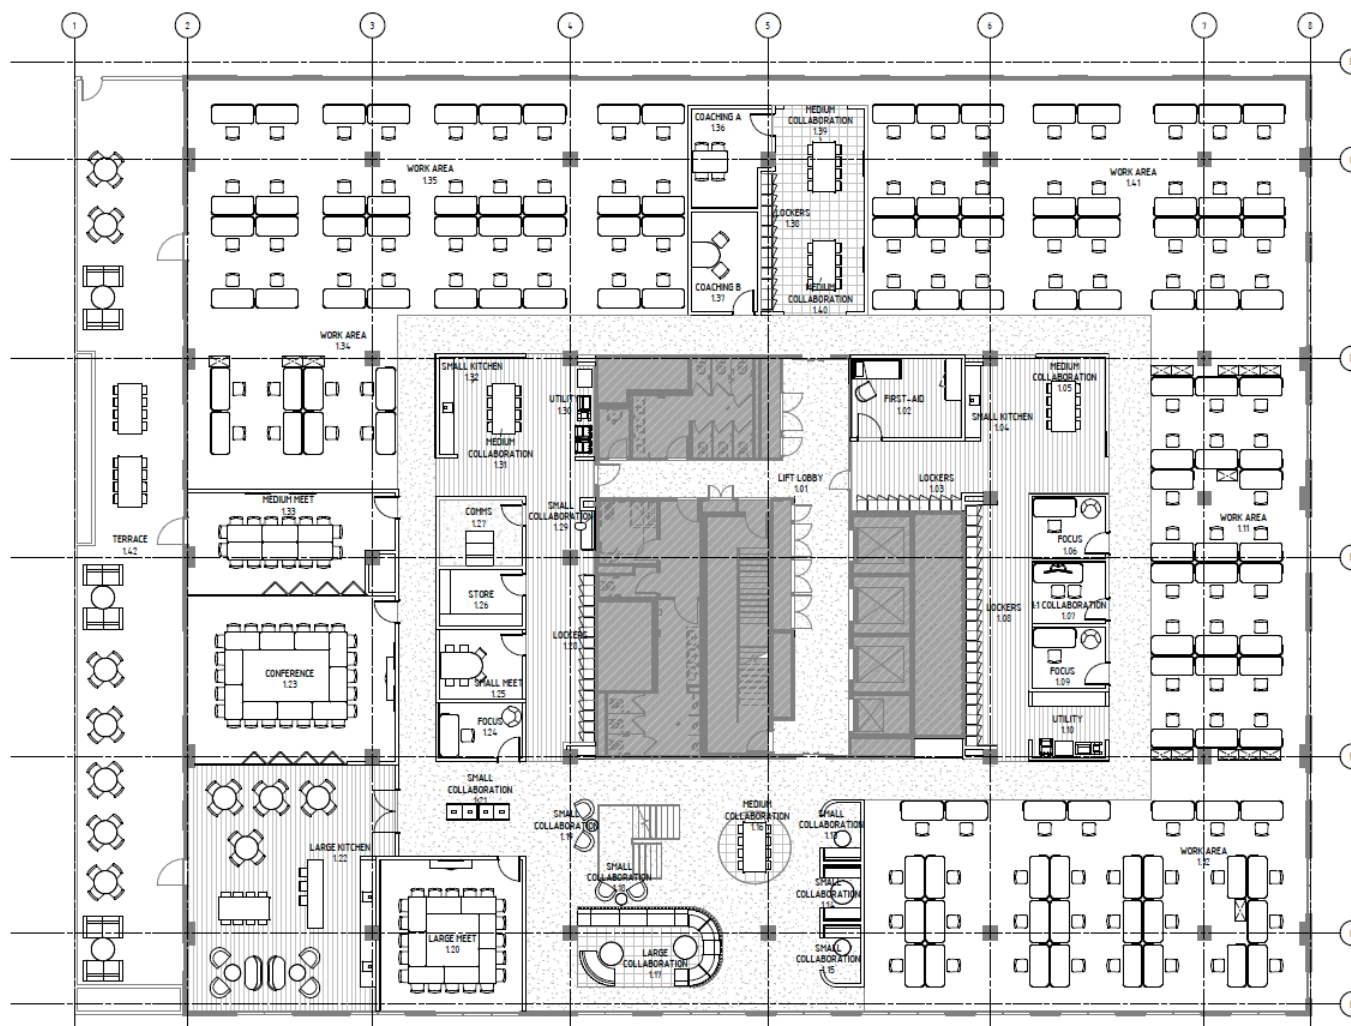 1
2
3
4
5
6
7
8
COACHING A
1.36
MEDIUM
COLLABORATION
1.39
WORK AREA
1.35
WORK AREA
1.41
LOCKERS
1.38
COACHING B
1.37
MEDIUM
COLLABORATION
1.40
WORK AREA
1.34
SMALL KITCHEN
1.32
UTILITY
1.30
MEDIUM
COLLABORATION
1.31
FIRST-AID
1.02
MEDIUM
COLLABORATION
1.05
SMALL KITCHEN
1.04
LIFT LOBBY
1.01
LOCKERS
1.03
MEDIUM MEET
1.33
COMMS
1.27
SMALL
COLLABORATION
1.29
WORK AREA
1.11
TERRACE
1.42
FOCUS
1.06
STORE
1.26
1:1 COLLABORATION
1.07
LOCKERS
1.08
LOCKERS
1.28
CONFERENCE
1.23
SMALL MEET
1.25
FOCUS
1.09
FOCUS
1.24
UTILITY
1.10
SMALL
COLLABORATION
1.21
SMALL
COLLABORATION
1.19
MEDIUM
COLLABORATION
1.16
SMALL
COLLABORATION
1.13
LARGE KITCHEN
1.22
WORK AREA
1.12
SMALL
COLLABORATION
1.18
SMALL
COLLABORATION
1.14
LARGE MEET
1.20
LARGE
COLLABORATION
1.17
SMALL
COLLABORATION
1.15